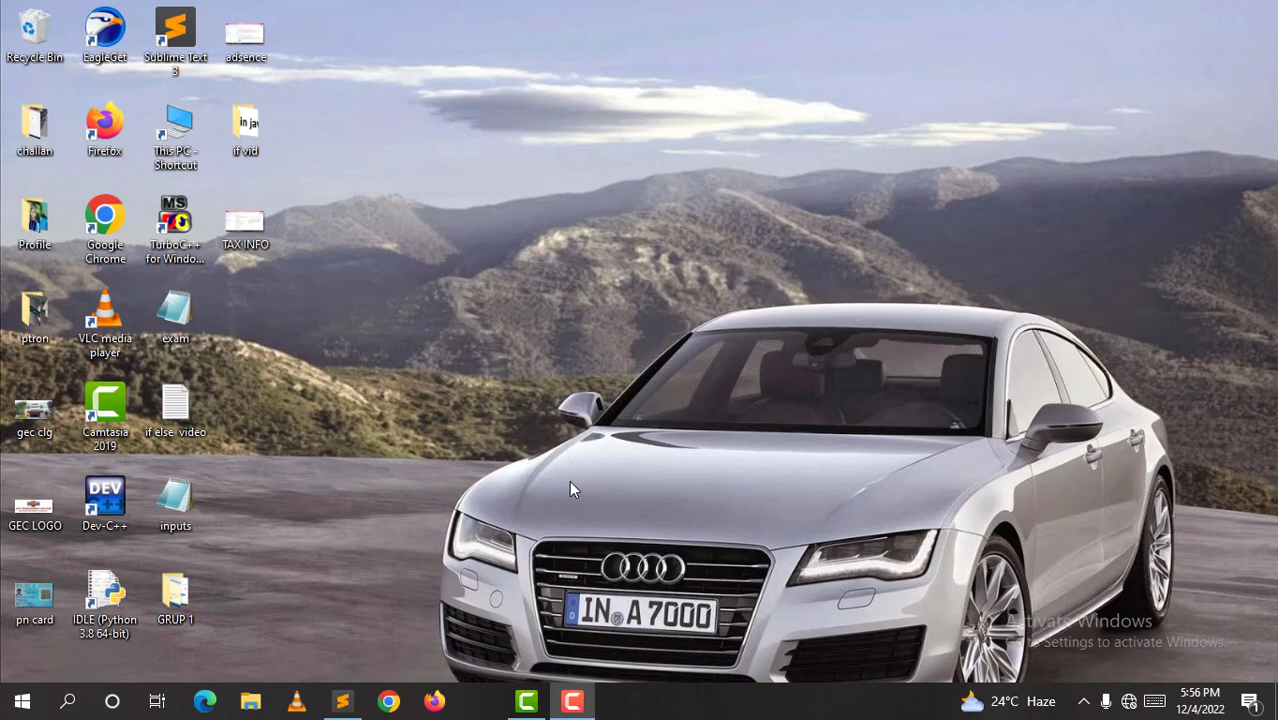 Recycle Bin
EagleGet
Sublime Text
3
adsence
challan
Firefox
This PC -
Shortcut
in jav
if vid
Profile
Google
Chrome
MS
TurboC++
for Windo...
TAX INFO
ptron
VLC media
player
exam
gec clg
Camtasia
2019
if else video
GEC LOGO
DEV
Dev-C++
inputs
pn card
IDLE (Python
3.8 64-bit)
GRUP 1
IN A 7000
Activate Windows
to Settings to activate Windows.
24°C Haze
5:56 PM
12/4/2022
1